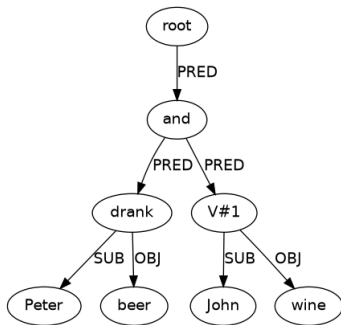 root
PRED
and
PRED PRED
drank V#1
SUB OBJ SUB OBJ
Peter beer John wine